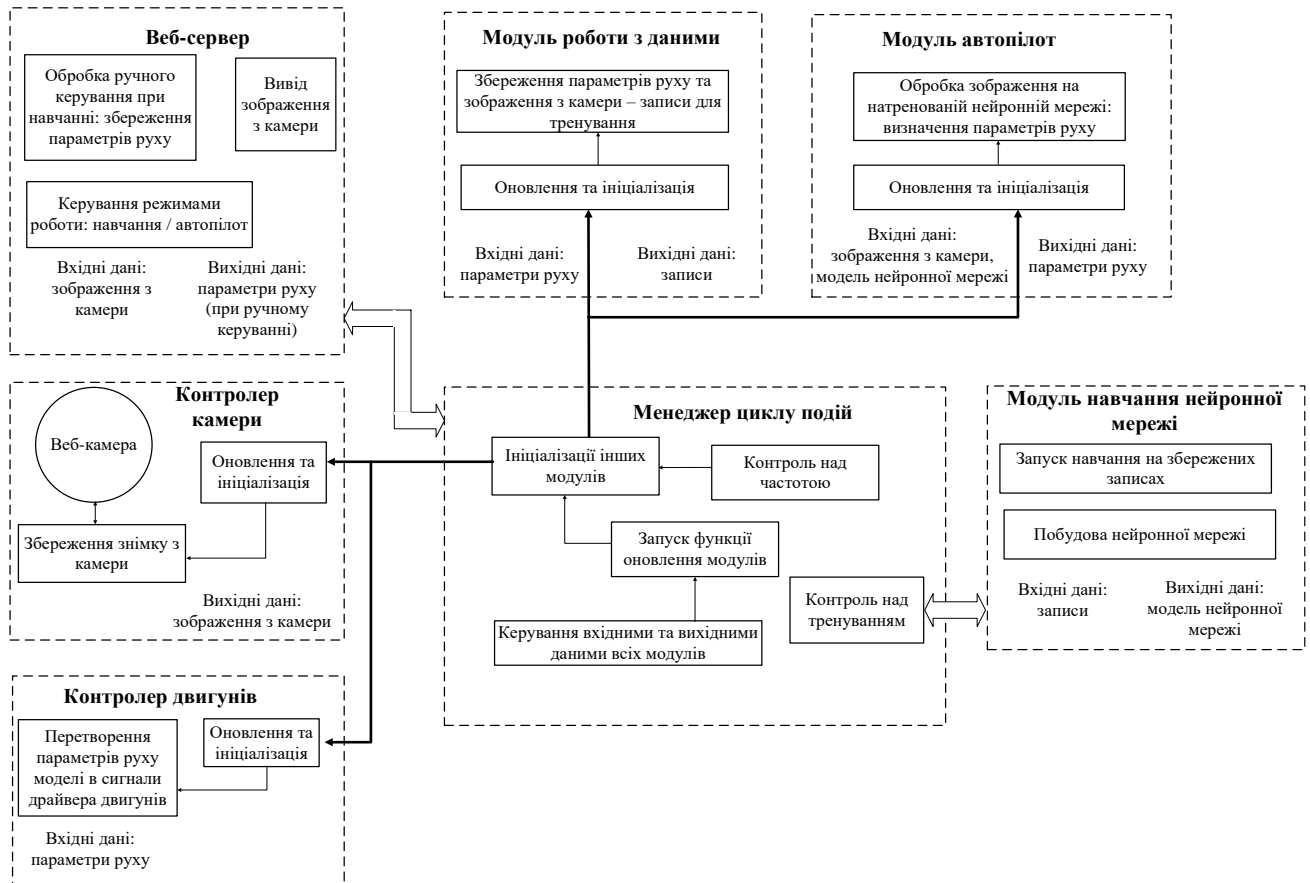 Веб-сервер
Обробка ручного
керування при
навчанні: збереження
параметрів руху
Вивід
зображення
з камери
Керування режимами
роботи: навчання / автопілот
Вхідні дані:
зображення з
камери
Вихідні дані:
параметри руху
(при ручному
керуванні)
Модуль роботи з даними
Збереження параметрів руху та
зображення з камери – записи для
тренування
Оновлення та ініціалізація
Вхідні дані:
параметри руху
Вихідні дані:
записи
Модуль автопілот
Обробка зображення на
натренованій нейронній мережі:
визначення параметрів руху
Оновлення та ініціалізація
Вхідні дані:
зображення з камери,
модель нейронної мережі
Вихідні дані:
параметри руху
Контролер
камери
Веб-камера
Оновлення та
ініціалізація
Збереження знімку з
камери
Вихідні дані:
зображення з камери
Менеджер циклу подій
Ініціалізації інших
модулів
Контроль над
частотою
Запуск функції
оновлення модулів
Керування вхідними та вихідними
даними всіх модулів
Контроль над
тренуванням
Модуль навчання нейронної
мережі
Запуск навчання на збережених
записах
Побудова нейронної мережі
Вхідні дані:
записи
Вихідні дані:
модель нейронної
мережі
Контролер двигунів
Перетворення
параметрів руху
моделі в сигнали
драйвера двигунів
Оновлення та
ініціалізація
Вхідні дані:
параметри руху